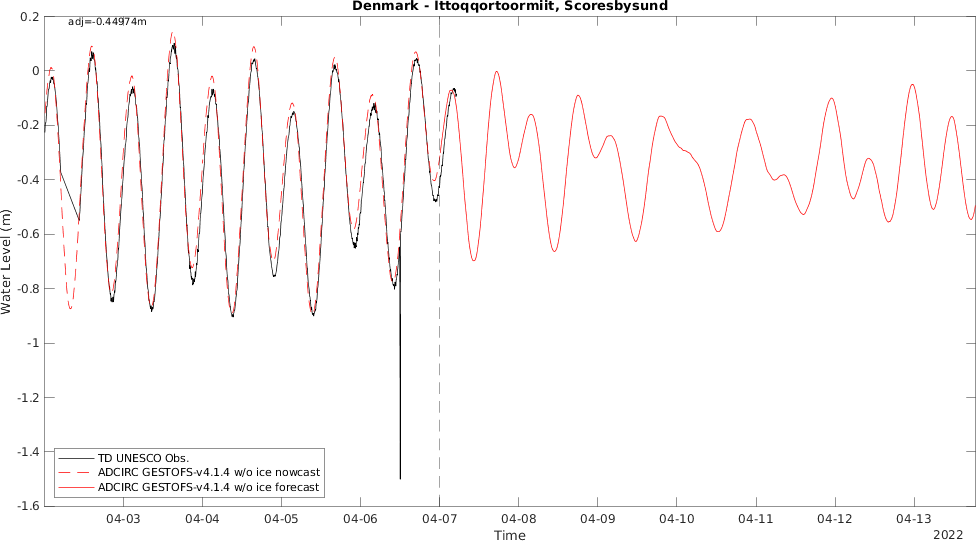 Denmark - Ittoqqortoormiit, Scoresbysund
adj=-0.44974m
0.2
0
-0.2
-0.4
-0.6
-0.8
-1
-1.2
-1.4
-1.6
Water Level (m)
TD UNESCO Obs.
ADCIRC GESTOFS-v4.1.4 w/o ice nowcast
ADCIRC GESTOFS-v4.1.4 w/o ice forecast
04-03 04-04 04-05 04-06 04-07 04-08 04-09 04-10 04-11 04-12 04-13
Time
2022